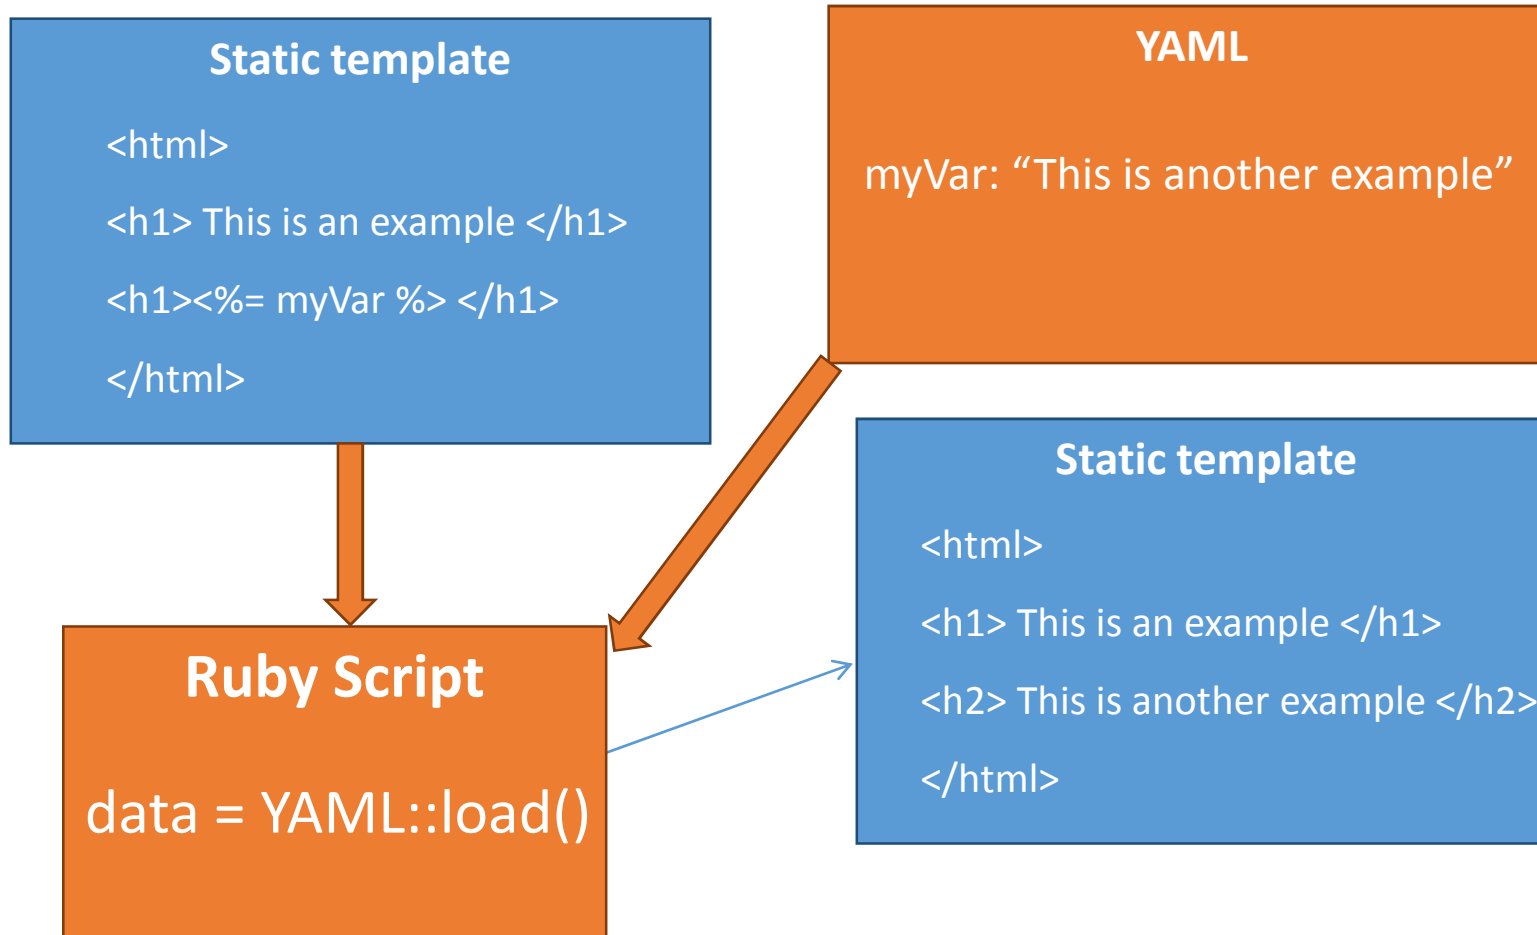 Static template
<html>
<h1> This is an example </h1>
<h1><%= myVar %> </h1>
</html>
YAML
myVar: “This is another example”
Ruby Script
data = YAML::load()
Static template
<html>
<h1> This is an example </h1>
<h2> This is another example </h2>
</html>